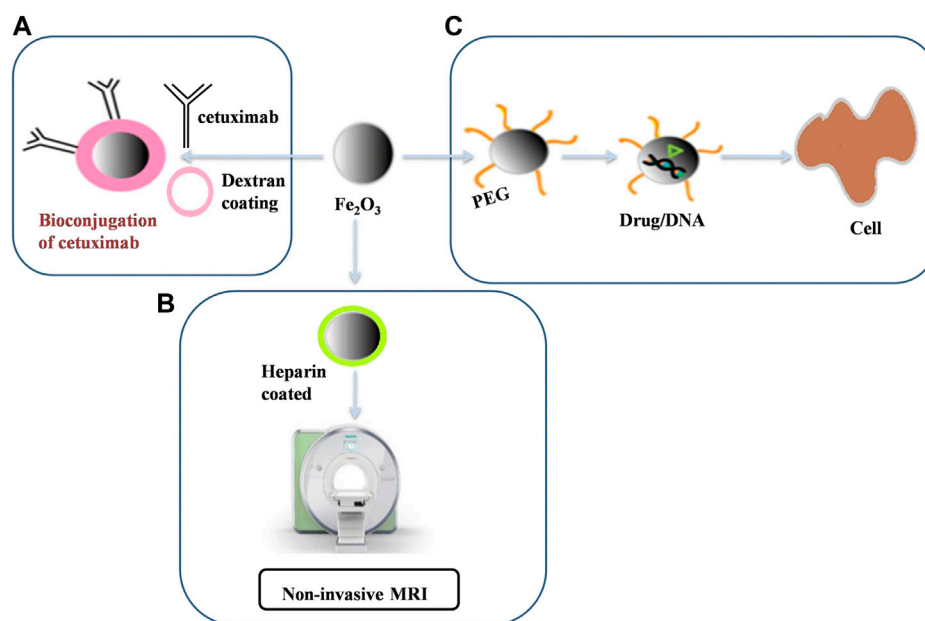 A
cetuximab
Dextran
coating
Bioconjugation
of cetuximab
Fe₂O₃
C
PEG
Drug/DNA
Cell
B
Heparin
coated
Non-invasive MRI